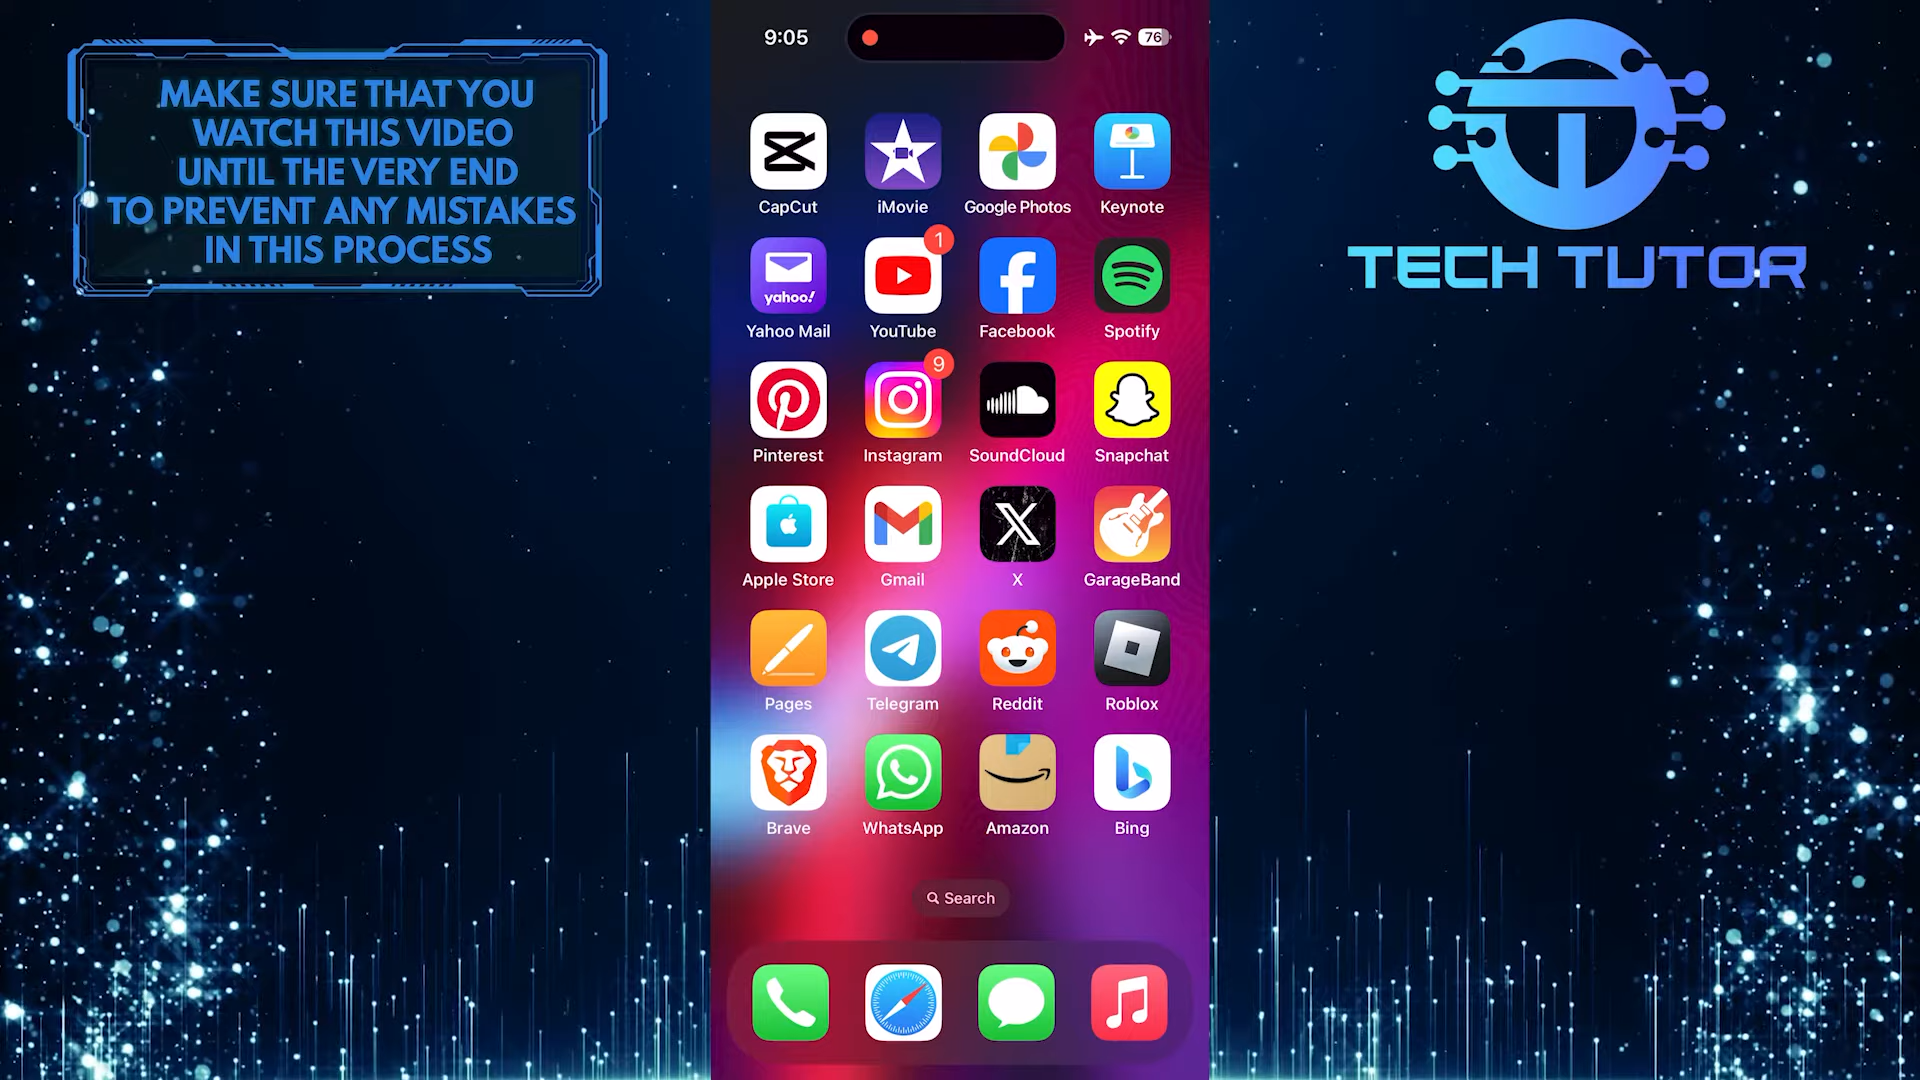 MAKE SURE THAT YOU
WATCH THIS VIDEO
UNTIL THE VERY END
TO PREVENT ANY MISTAKES
IN THIS PROCESS
9:05
76
CapCut
iMovie
Google Photos
Keynote
yahoo!
1
Yahoo Mail
YouTube
Facebook
Spotify
9
Pinterest
Instagram
SoundCloud
Snapchat
Apple Store
Gmail
X
GarageBand
Pages
Telegram
Reddit
Roblox
Brave
WhatsApp
Amazon
Bing
Search
TECH TUTOR